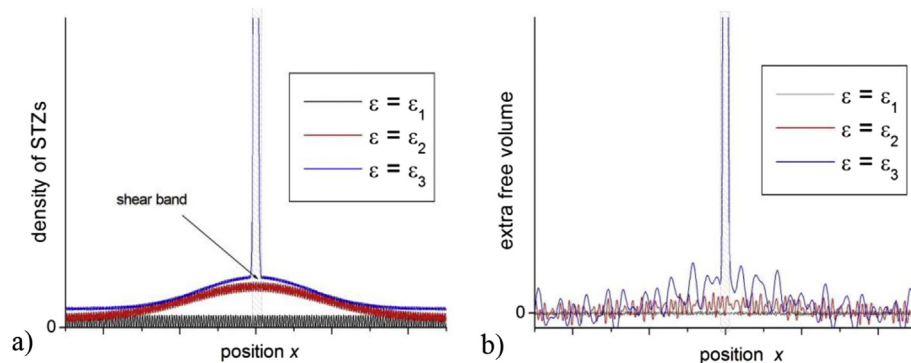 density of STZs
ε = ε₁
ε = ε₂
ε = ε₃
shear band
0
position x
a)
extra free volume
ε = ε₁
ε = ε₂
ε = ε₃
0
position x
b)